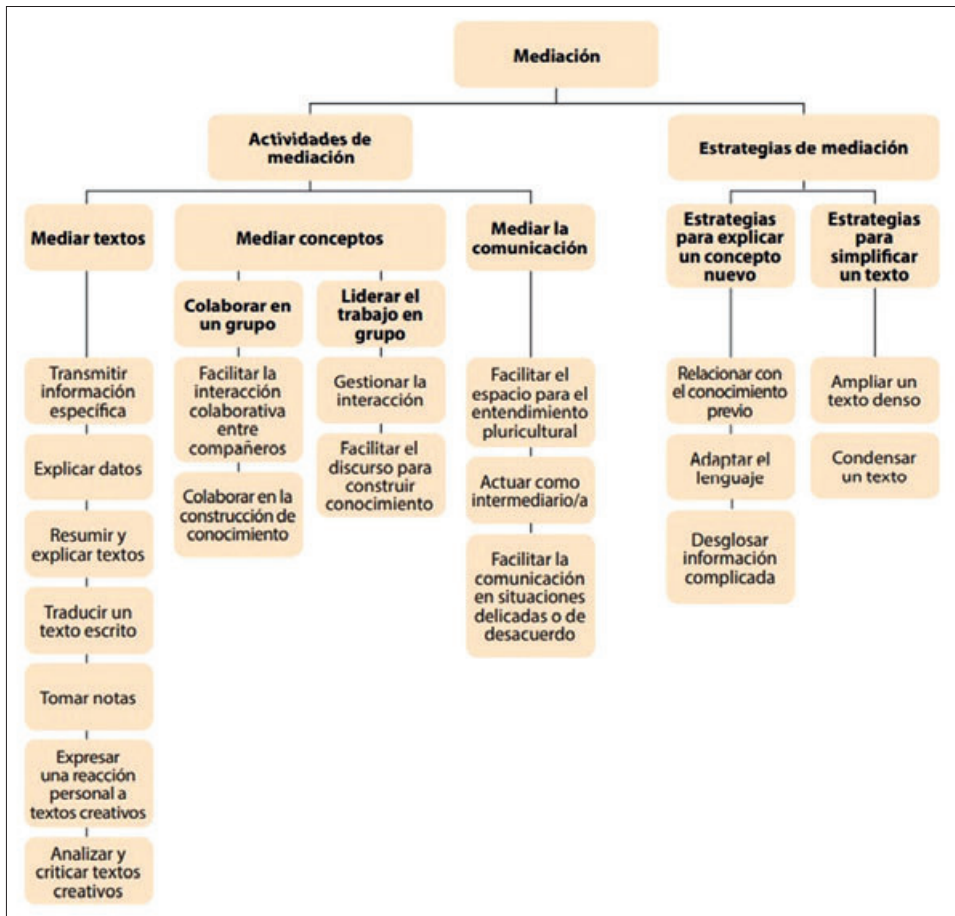 Mediación
Actividades de
mediación
Estrategias de mediación
Mediar textos
Mediar conceptos
Mediar la
comunicación
Estrategias
para explicar
un concepto
nuevo
Estrategias
para
simplificar
un texto
Colaborar en
un grupo
Liderar el
trabajo en
grupo
Transmitir
información
específica
Explicar datos
Resumir y
explicar textos
Traducir un
texto escrito
Tomar notas
Expresar
una reacción
personal a
textos creativos
Analizar y
criticar textos
creativos
Facilitar la
interacción
colaborativa
entre
compañeros
Colaborar en la
construcción de
conocimiento
Gestionar la
interacción
Facilitar el
discurso para
construir
conocimiento
Facilitar el
espacio para el
entendimiento
pluricultural
Actuar como
intermediario/a
Facilitar la
comunicación
en situaciones
delicadas o de
desacuerdo
Relacionar con
el conocimiento
previo
Adaptar el
lenguaje
Desglosar
información
complicada
Ampliar un
texto denso
Condensar
un texto